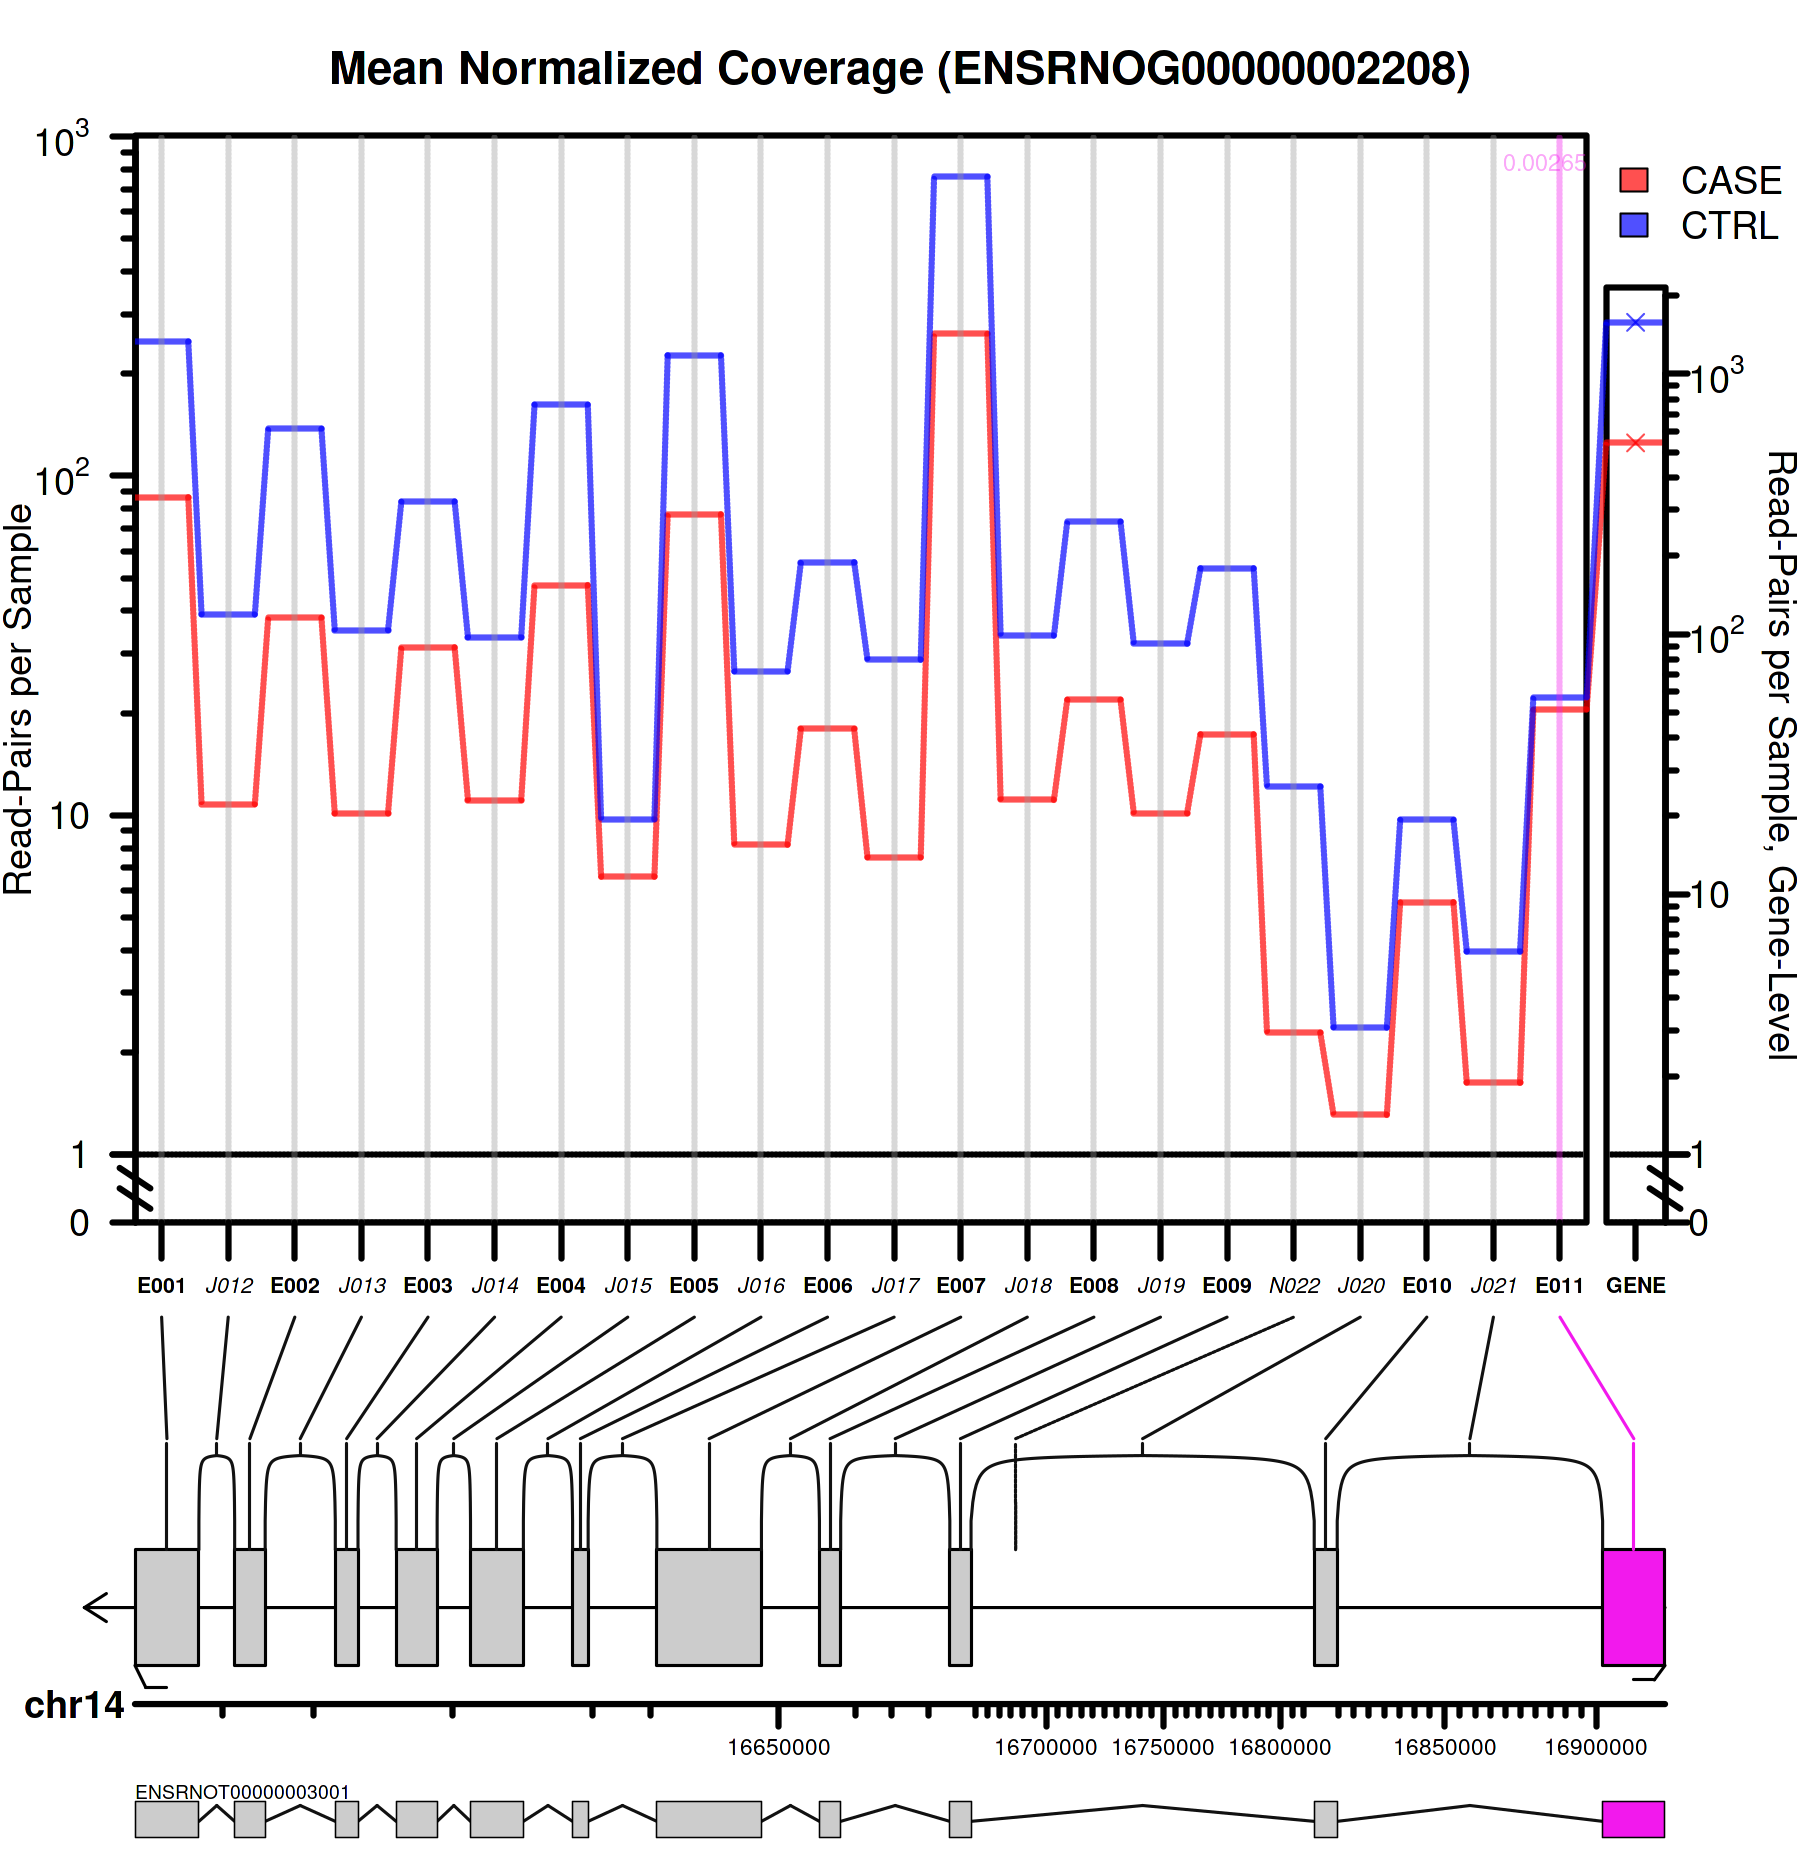 Mean Normalized Coverage (ENSRNOG00000002208)
10³
10²
10
1
0
Read-Pairs per Sample
0.00265
CASE
CTRL
10³
10²
10
1
0
Read-Pairs per Sample, Gene-Level
E001 J012 E002 J013 E003 J014 E004 J015 E005 J016 E006 J017 E007 J018 E008 J019 E009 N022 J020 E010 J021 E011 GENE
chr14
16650000 16700000 16750000 16800000 16850000 16900000
ENSRNOT00000003001